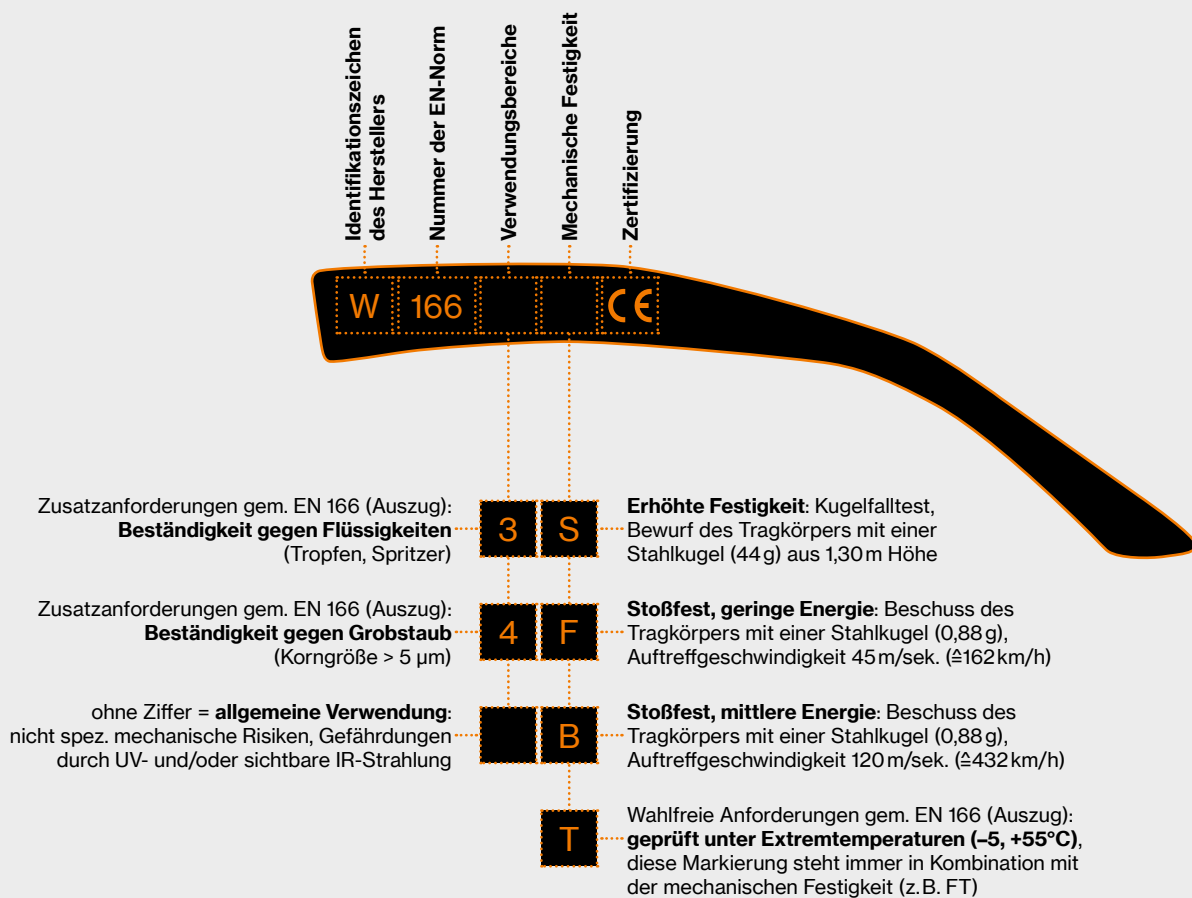 Identifikationszeichen
des Herstellers
Nummer der EN-Norm
Verwendungsbereiche
Mechanische Festigkeit
Zertifizierung
W 166 CE
Zusatzanforderungen gem. EN 166 (Auszug):
Beständigkeit gegen Flüssigkeiten
(Tropfen, Spritzer)
3 S
Erhöhte Festigkeit: Kugelfalltest,
Bewurf des Tragkörpers mit einer
Stahlkugel (44 g) aus 1,30 m Höhe
Zusatzanforderungen gem. EN 166 (Auszug):
Beständigkeit gegen Grobstaub
(Korngröße > 5 µm)
4 F
Stoßfest, geringe Energie: Beschuss des
Tragkörpers mit einer Stahlkugel (0,88 g),
Auftreffgeschwindigkeit 45 m/sek. (≙162 km/h)
ohne Ziffer = allgemeine Verwendung:
nicht spez. mechanische Risiken, Gefährdungen
durch UV- und/oder sichtbare IR-Strahlung
B
Stoßfest, mittlere Energie: Beschuss des
Tragkörpers mit einer Stahlkugel (0,88 g),
Auftreffgeschwindigkeit 120 m/sek. (≙432 km/h)
T
Wahlfreie Anforderungen gem. EN 166 (Auszug):
geprüft unter Extremtemperaturen (–5, +55°C),
diese Markierung steht immer in Kombination mit
der mechanischen Festigkeit (z. B. FT)